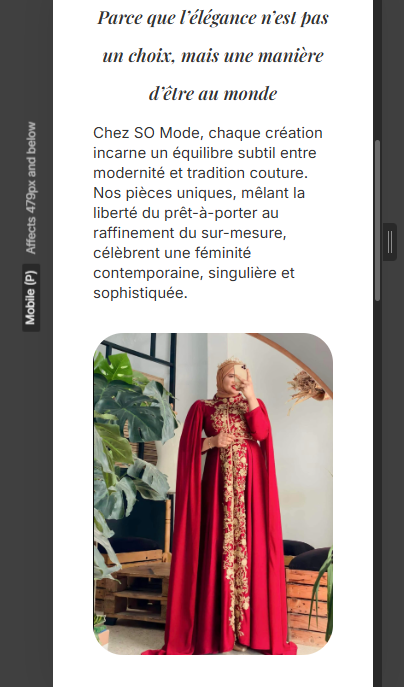 Parce que l’élégance n’est pas
un choix, mais une manière
d’être au monde
Chez SO Mode, chaque création
incarne un équilibre subtil entre
modernité et tradition couture.
Nos pièces uniques, mêlant la
liberté du prêt-à-porter au
raffinement du sur-mesure,
célèbrent une féminité
contemporaine, singulière et
sophistiquée.
Mobile (P) Affects 479px and below